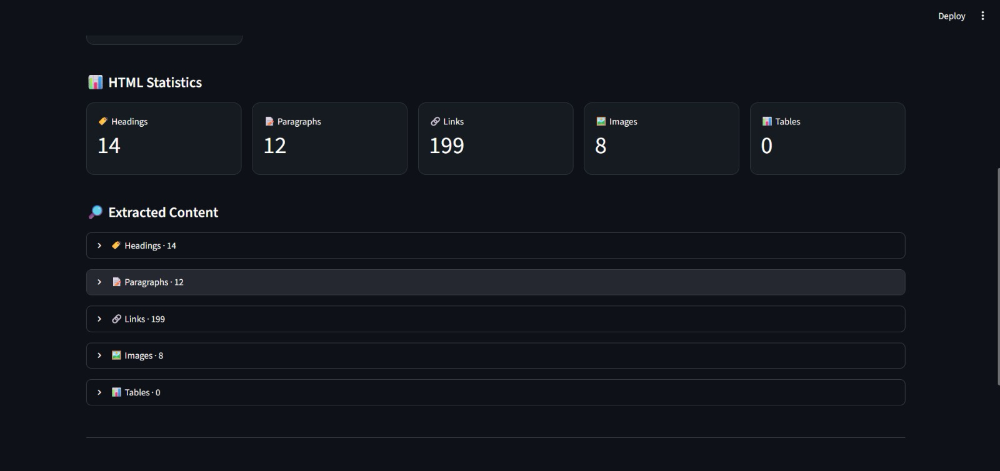 Deploy
HTML Statistics
Headings
14
Paragraphs
12
Links
199
Images
8
Tables
0
Extracted Content
Headings · 14
Paragraphs · 12
Links · 199
Images · 8
Tables · 0